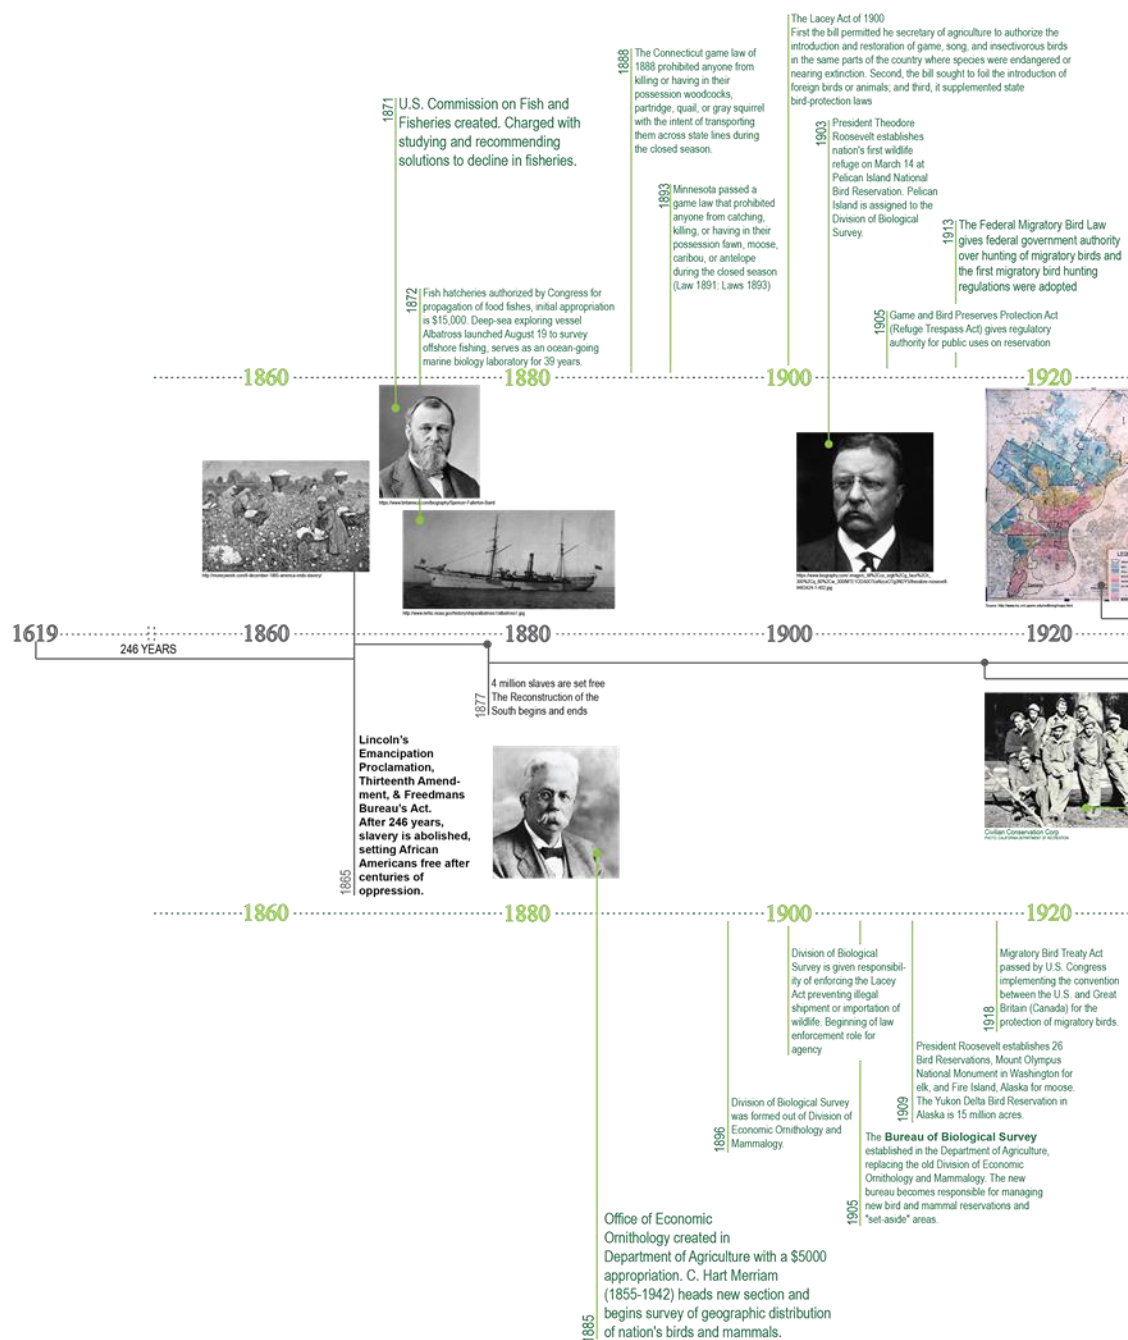 The Lacey Act of 1900
First the bill permitted he secretary of agriculture to authorize the
introduction and restoration of game, song, and insectivorous birds
in the same parts of the country where species were endangered or
nearing extinction. Second, the bill sought to foil the introduction of
foreign birds or animals; and third, it supplemented state
bird-protection laws
1888
The Connecticut game law of
1888 prohibited anyone from
killing or having in their
possession woodcocks,
partridge, quail, or gray squirrel
with the intent of transporting
them across state lines during
the closed season.
1871
U.S. Commission on Fish and
Fisheries created. Charged with
studying and recommending
solutions to decline in fisheries.
1903
President Theodore
Roosevelt establishes
nation's first wildlife
refuge on March 14 at
Pelican Island National
Bird Reservation. Pelican
Island is assigned to the
Division of Biological
Survey.
1893
Minnesota passed a
game law that prohibited
anyone from catching,
killing, or having in their
possession fawn, moose,
caribou, or antelope
during the closed season
(Law 1891: Laws 1893)
1913
The Federal Migratory Bird Law
gives federal government authority
over hunting of migratory birds and
the first migratory bird hunting
regulations were adopted
1872
Fish hatcheries authorized by Congress for
propagation of food fishes, initial appropriation
is $15,000. Deep-sea exploring vessel
Albatross launched August 19 to survey
offshore fishing, serves as an ocean-going
marine biology laboratory for 39 years.
1905
Game and Bird Preserves Protection Act
(Refuge Trespass Act) gives regulatory
authority for public uses on reservation
1860 1880 1900 1920
1619 1860 1880 1900 1920
246 YEARS
1877
4 million slaves are set free
The Reconstruction of the
South begins and ends
1865
Lincoln's
Emancipation
Proclamation,
Thirteenth Amend-
ment, & Freedmans
Bureau's Act.
After 246 years,
slavery is abolished,
setting African
Americans free after
centuries of
oppression.
Civilian Conservation Corp
1860 1880 1900 1920
Division of Biological
Survey is given responsibil-
ity of enforcing the Lacey
Act preventing illegal
shipment or importation of
wildlife. Beginning of law
enforcement role for
agency
1918
Migratory Bird Treaty Act
passed by U.S. Congress
implementing the convention
between the U.S. and Great
Britain (Canada) for the
protection of migratory birds.
1909
President Roosevelt establishes 26
Bird Reservations, Mount Olympus
National Monument in Washington for
elk, and Fire Island, Alaska for moose.
The Yukon Delta Bird Reservation in
Alaska is 15 million acres.
1896
Division of Biological Survey
was formed out of Division of
Economic Ornithology and
Mammalogy.
1905
The Bureau of Biological Survey
established in the Department of Agriculture,
replacing the old Division of Economic
Ornithology and Mammalogy. The new
bureau becomes responsible for managing
new bird and mammal reservations and
"set-aside" areas.
1885
Office of Economic
Ornithology created in
Department of Agriculture with a $5000
appropriation. C. Hart Merriam
(1855-1942) heads new section and
begins survey of geographic distribution
of nation's birds and mammals.